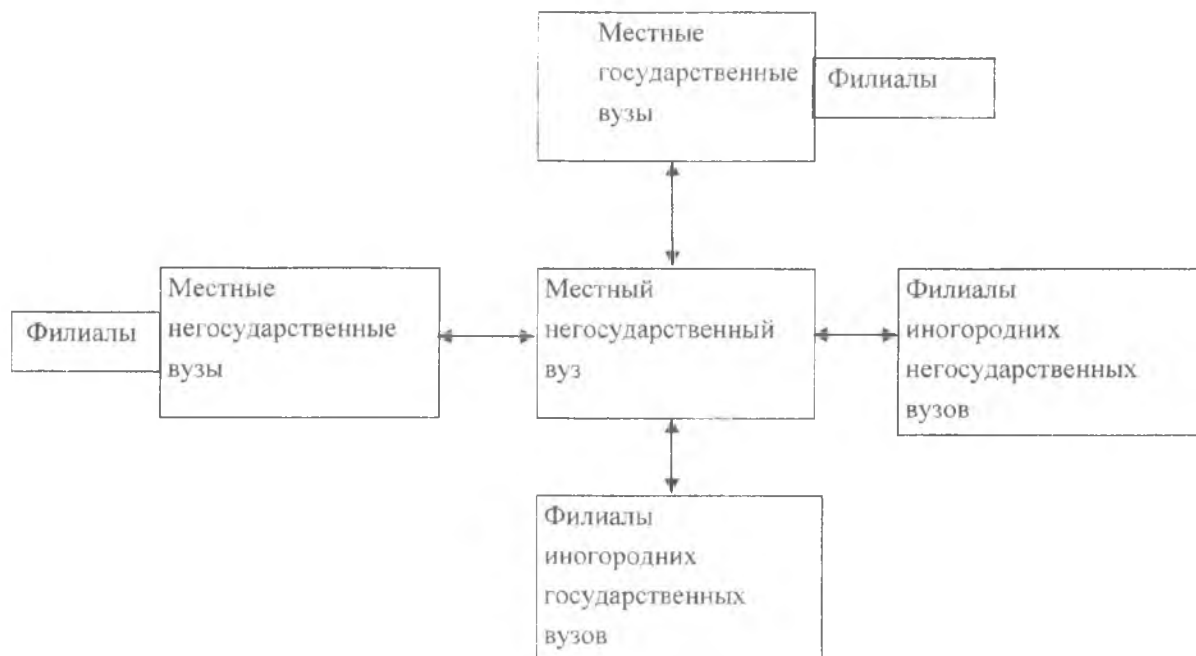 Местные
государственные
вузы
Филиалы
Филиалы
Местные
негосударственные
вузы
Местный
негосударственный
вуз
Филиалы
иногородних
негосударственных
вузов
Филиалы
иногородних
государственных
вузов